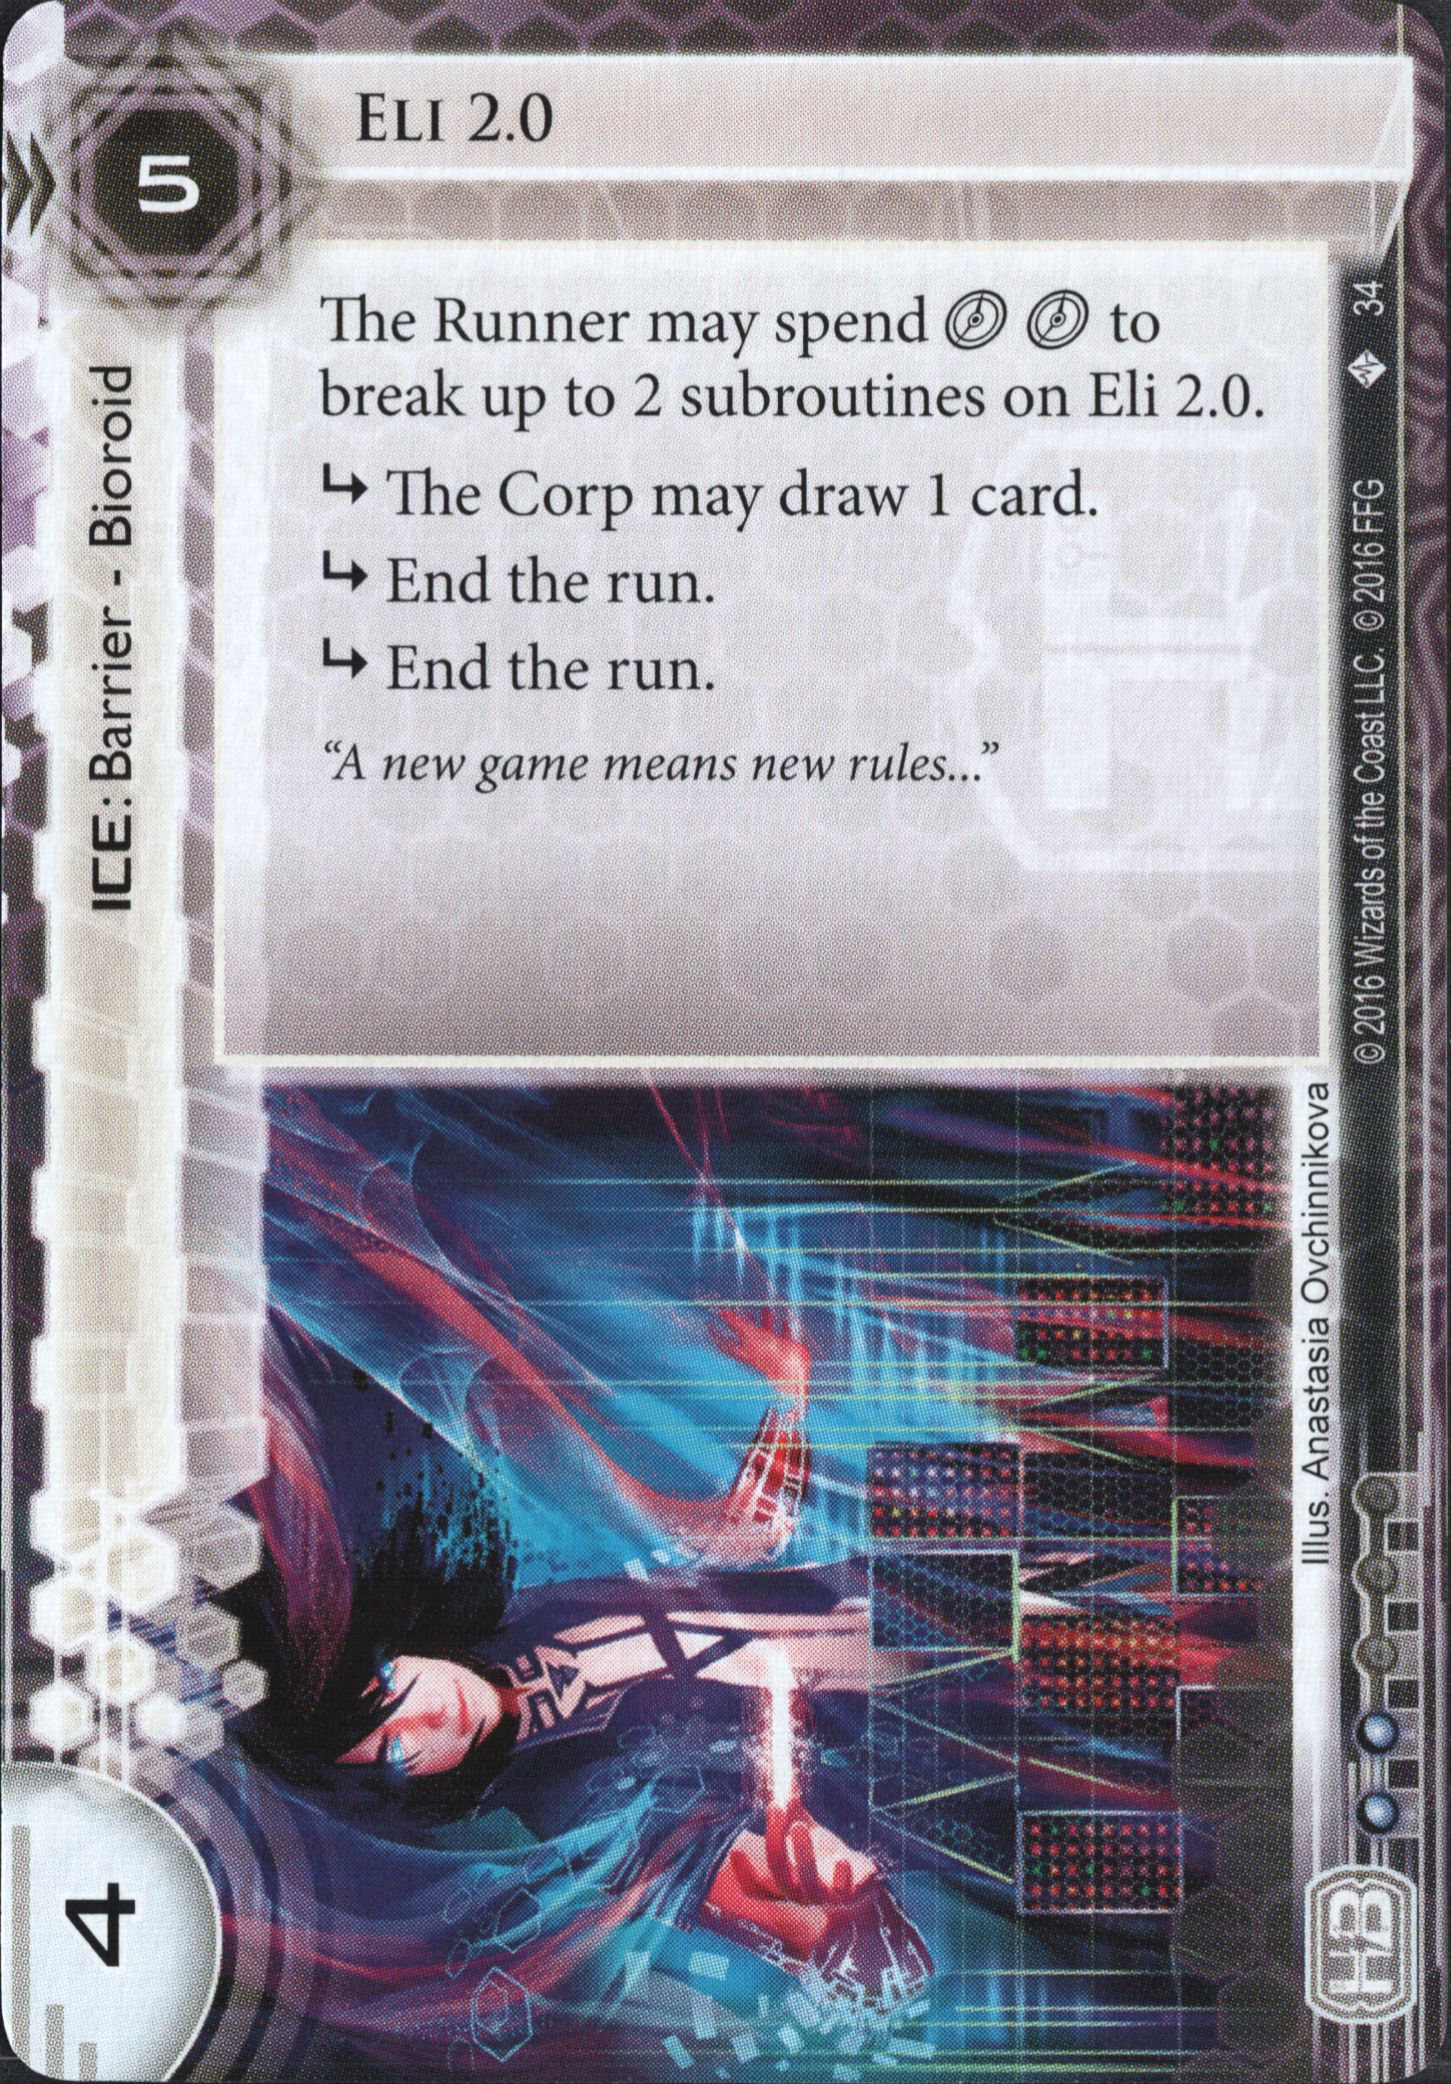 5
ELI 2.0
The Runner may spend to
break up to 2 subroutines on Eli 2.0.
The Corp may draw 1 card.
End the run.
End the run.
“A new game means new rules...”
ICE: Barrier - Bioroid
4
Illus. Anastasia Ovchinnikova
© 2016 Wizards of the Coast LLC. © 2016 FFG 34
HB